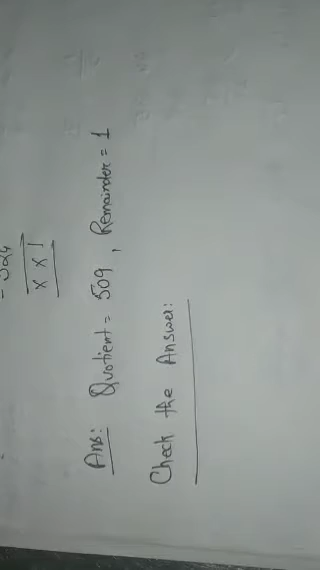 - 324
x x 1
Ans: Quotient = 509, Remainder = 1
Check the Answer: